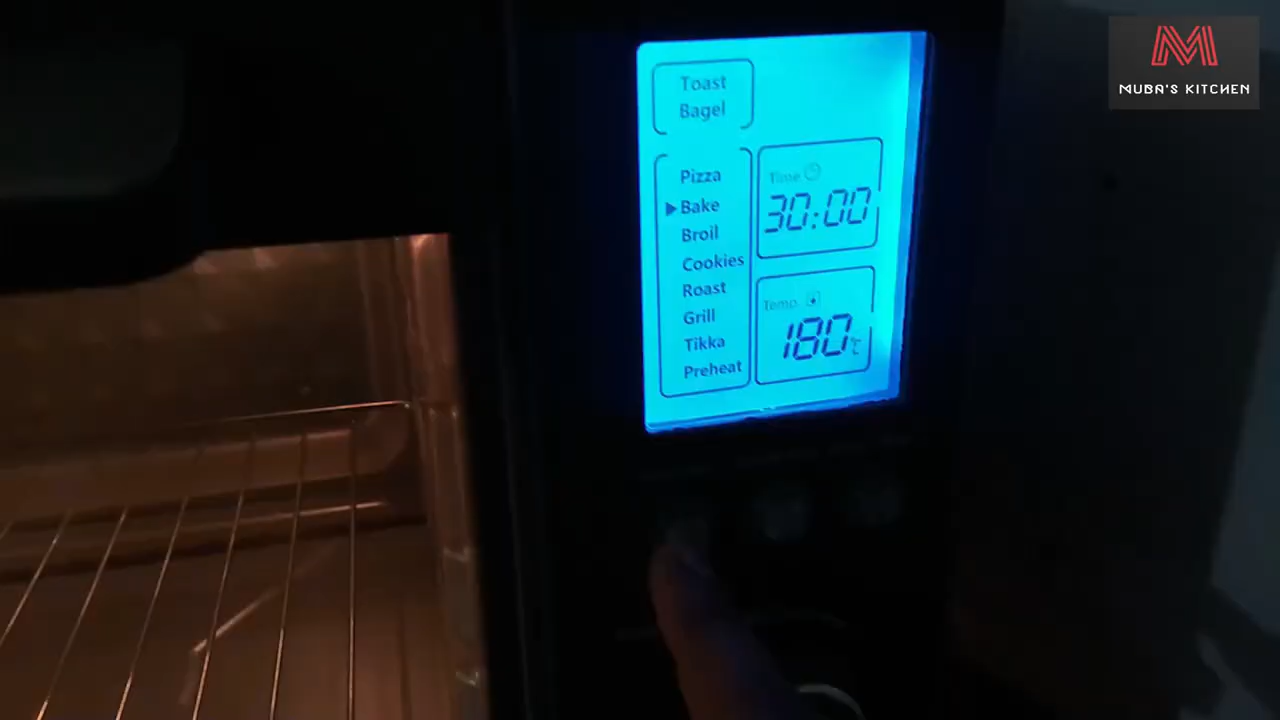 Toast
Bagel
Pizza
Bake
Broil
Cookies
Roast
Grill
Tikka
Preheat
Time
30:00
Temp.
180°C
M
MUBA'S KITCHEN